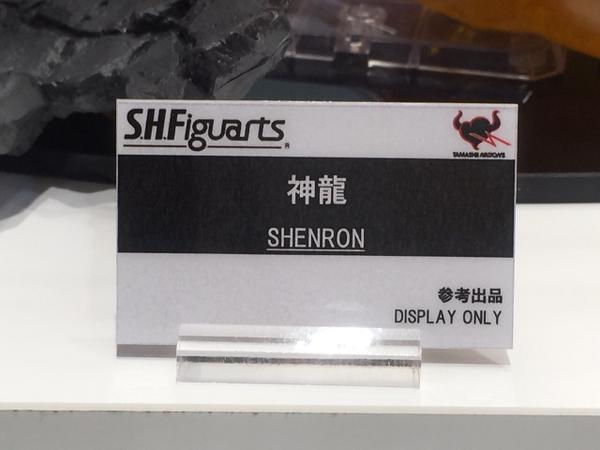 S.H.Figuarts
®
TAMASHII NATIONS
神龍
SHENRON
参考出品
DISPLAY ONLY